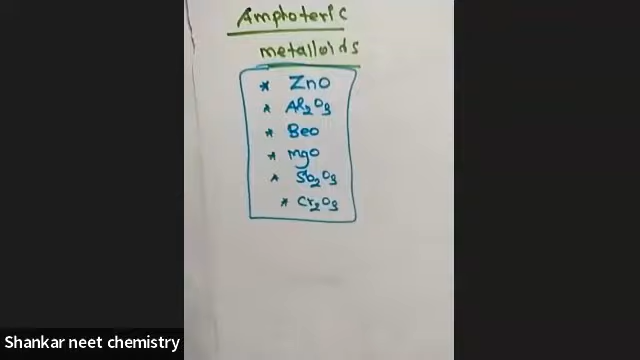 Amphoteric
metalloids
* ZnO
* Al2O3
* BeO
* MgO
* Sb2O3
* Cr2O3
Shankar neet chemistry